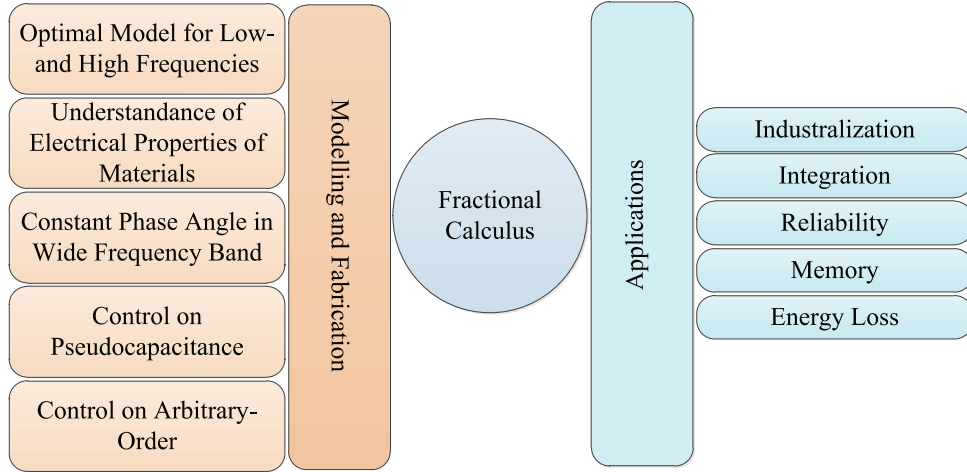 Optimal Model for Low-
and High Frequencies
Understandance of
Electrical Properties of
Materials
Constant Phase Angle in
Wide Frequency Band
Control on
Pseudocapacitance
Control on Arbitrary-
Order
Modelling and Fabrication
Fractional
Calculus
Applications
Industralization
Integration
Reliability
Memory
Energy Loss